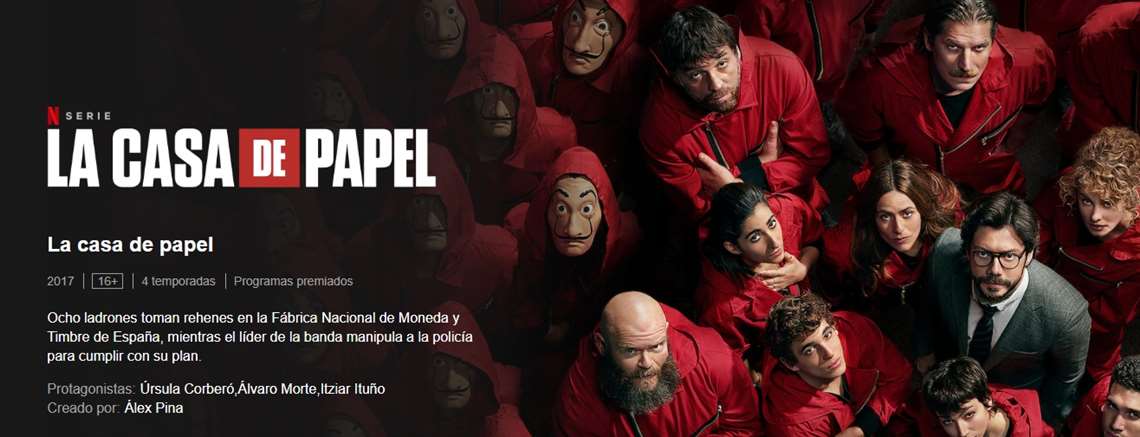 N SERIE
LA CASA DE PAPEL
La casa de papel
2017 16+ 4 temporadas Programas premiados
Ocho ladrones toman rehenes en la Fábrica Nacional de Moneda y
Timbre de España, mientras el líder de la banda manipula a la policía
para cumplir con su plan.
Protagonistas: Úrsula Corberó,Álvaro Morte,Itziar Ituño
Creado por: Álex Pina